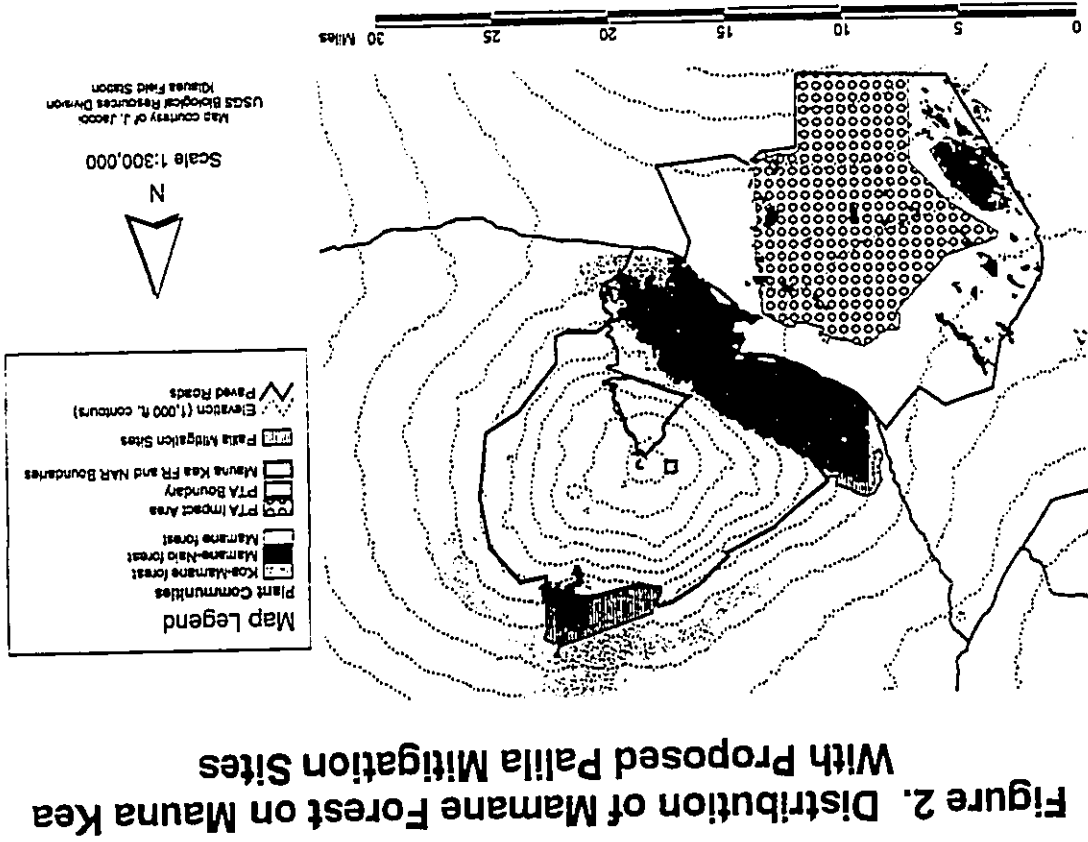 Figure 2. Distribution of Mamane Forest on Mauna Kea
With Proposed Palila Mitigation Sites
Map Legend
Plant Communities
Koa-Mamane forest
Mamane-Naio forest
Mamane forest
PTA Impact Area
PTA Boundary
Mauna Kea FR and NAR Boundaries
Palila Mitigation Sites
Elevation (1,000 ft. contours)
Paved Roads
N
Scale 1:300,000
Map courtesy of J. Jacobi
USGS Biological Resources Division
Kilauea Field Station
0 5 10 15 20 25 30 Miles